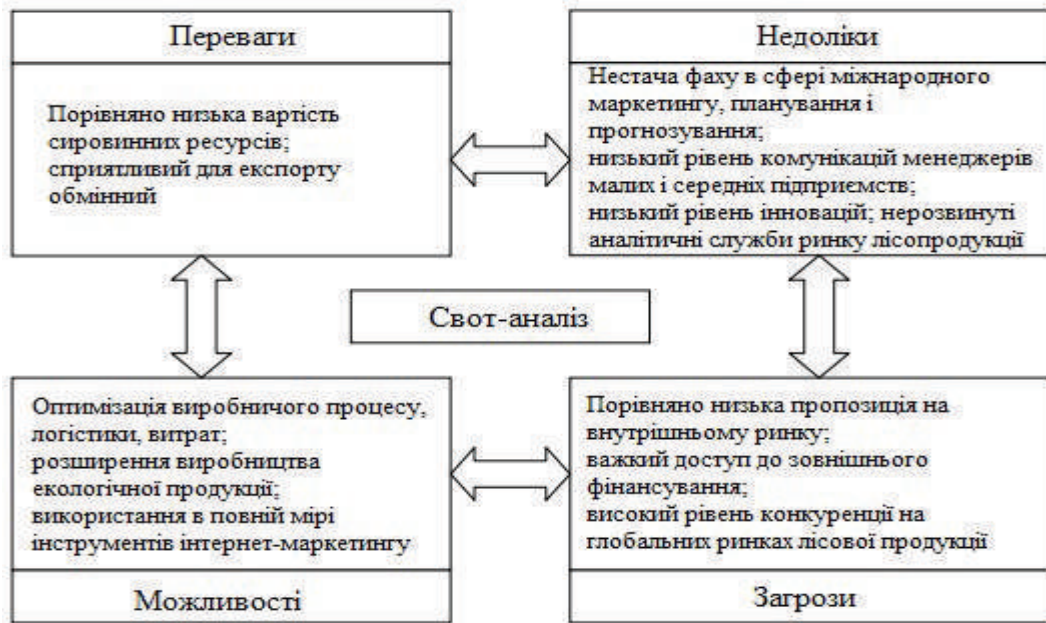 Переваги
Порівняно низька вартість
сировинних ресурсів;
сприятливий для експорту
обмінний
Недоліки
Нестача фаху в сфері міжнародного
маркетингу, планування і
прогнозування;
низький рівень комунікацій менеджерів
малих і середніх підприємств;
низький рівень інновацій; нерозвинуті
аналітичні служби ринку лісопродукції
Свот-аналіз
Оптимізація виробничого процесу,
логістики, витрат;
розширення виробництва
екологічної продукції;
використання в повній мірі
інструментів інтернет-маркетингу
Можливості
Порівняно низька пропозиція на
внутрішньому ринку;
важкий доступ до зовнішнього
фінансування;
високий рівень конкуренції на
глобальних ринках лісової продукції
Загрози